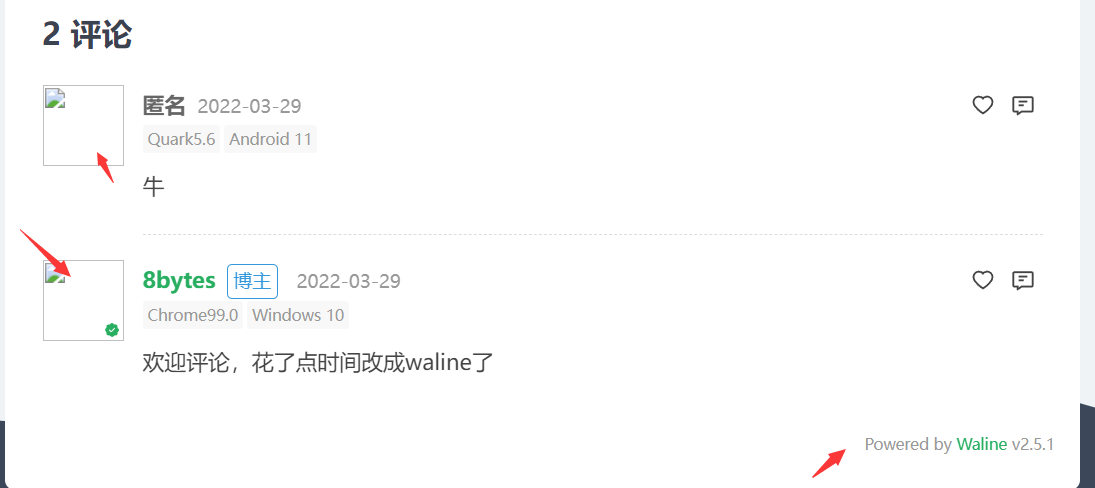 2 评论
匿名 2022-03-29
Quark5.6 Android 11
牛
8bytes 博主 2022-03-29
Chrome99.0 Windows 10
欢迎评论，花了点时间改成waline了
Powered by Waline v2.5.1